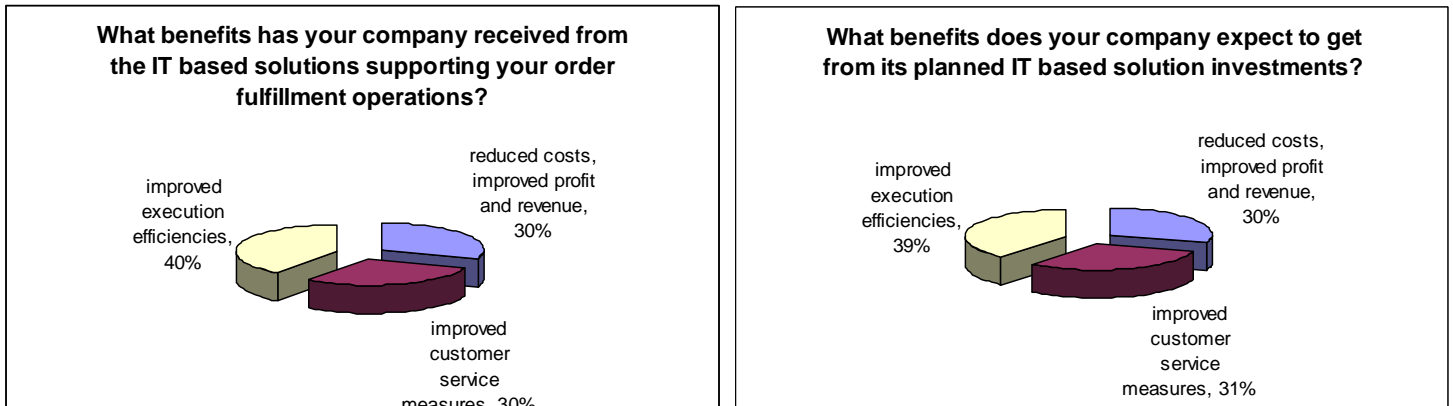 What benefits has your company received from
the IT based solutions supporting your order
fulfillment operations?
reduced costs,
improved profit
and revenue,
30%
improved
execution
efficiencies,
40%
improved
customer
service
measures, 30%
What benefits does your company expect to get
from its planned IT based solution investments?
reduced costs,
improved profit
and revenue,
30%
improved
execution
efficiencies,
39%
improved
customer
service
measures, 31%